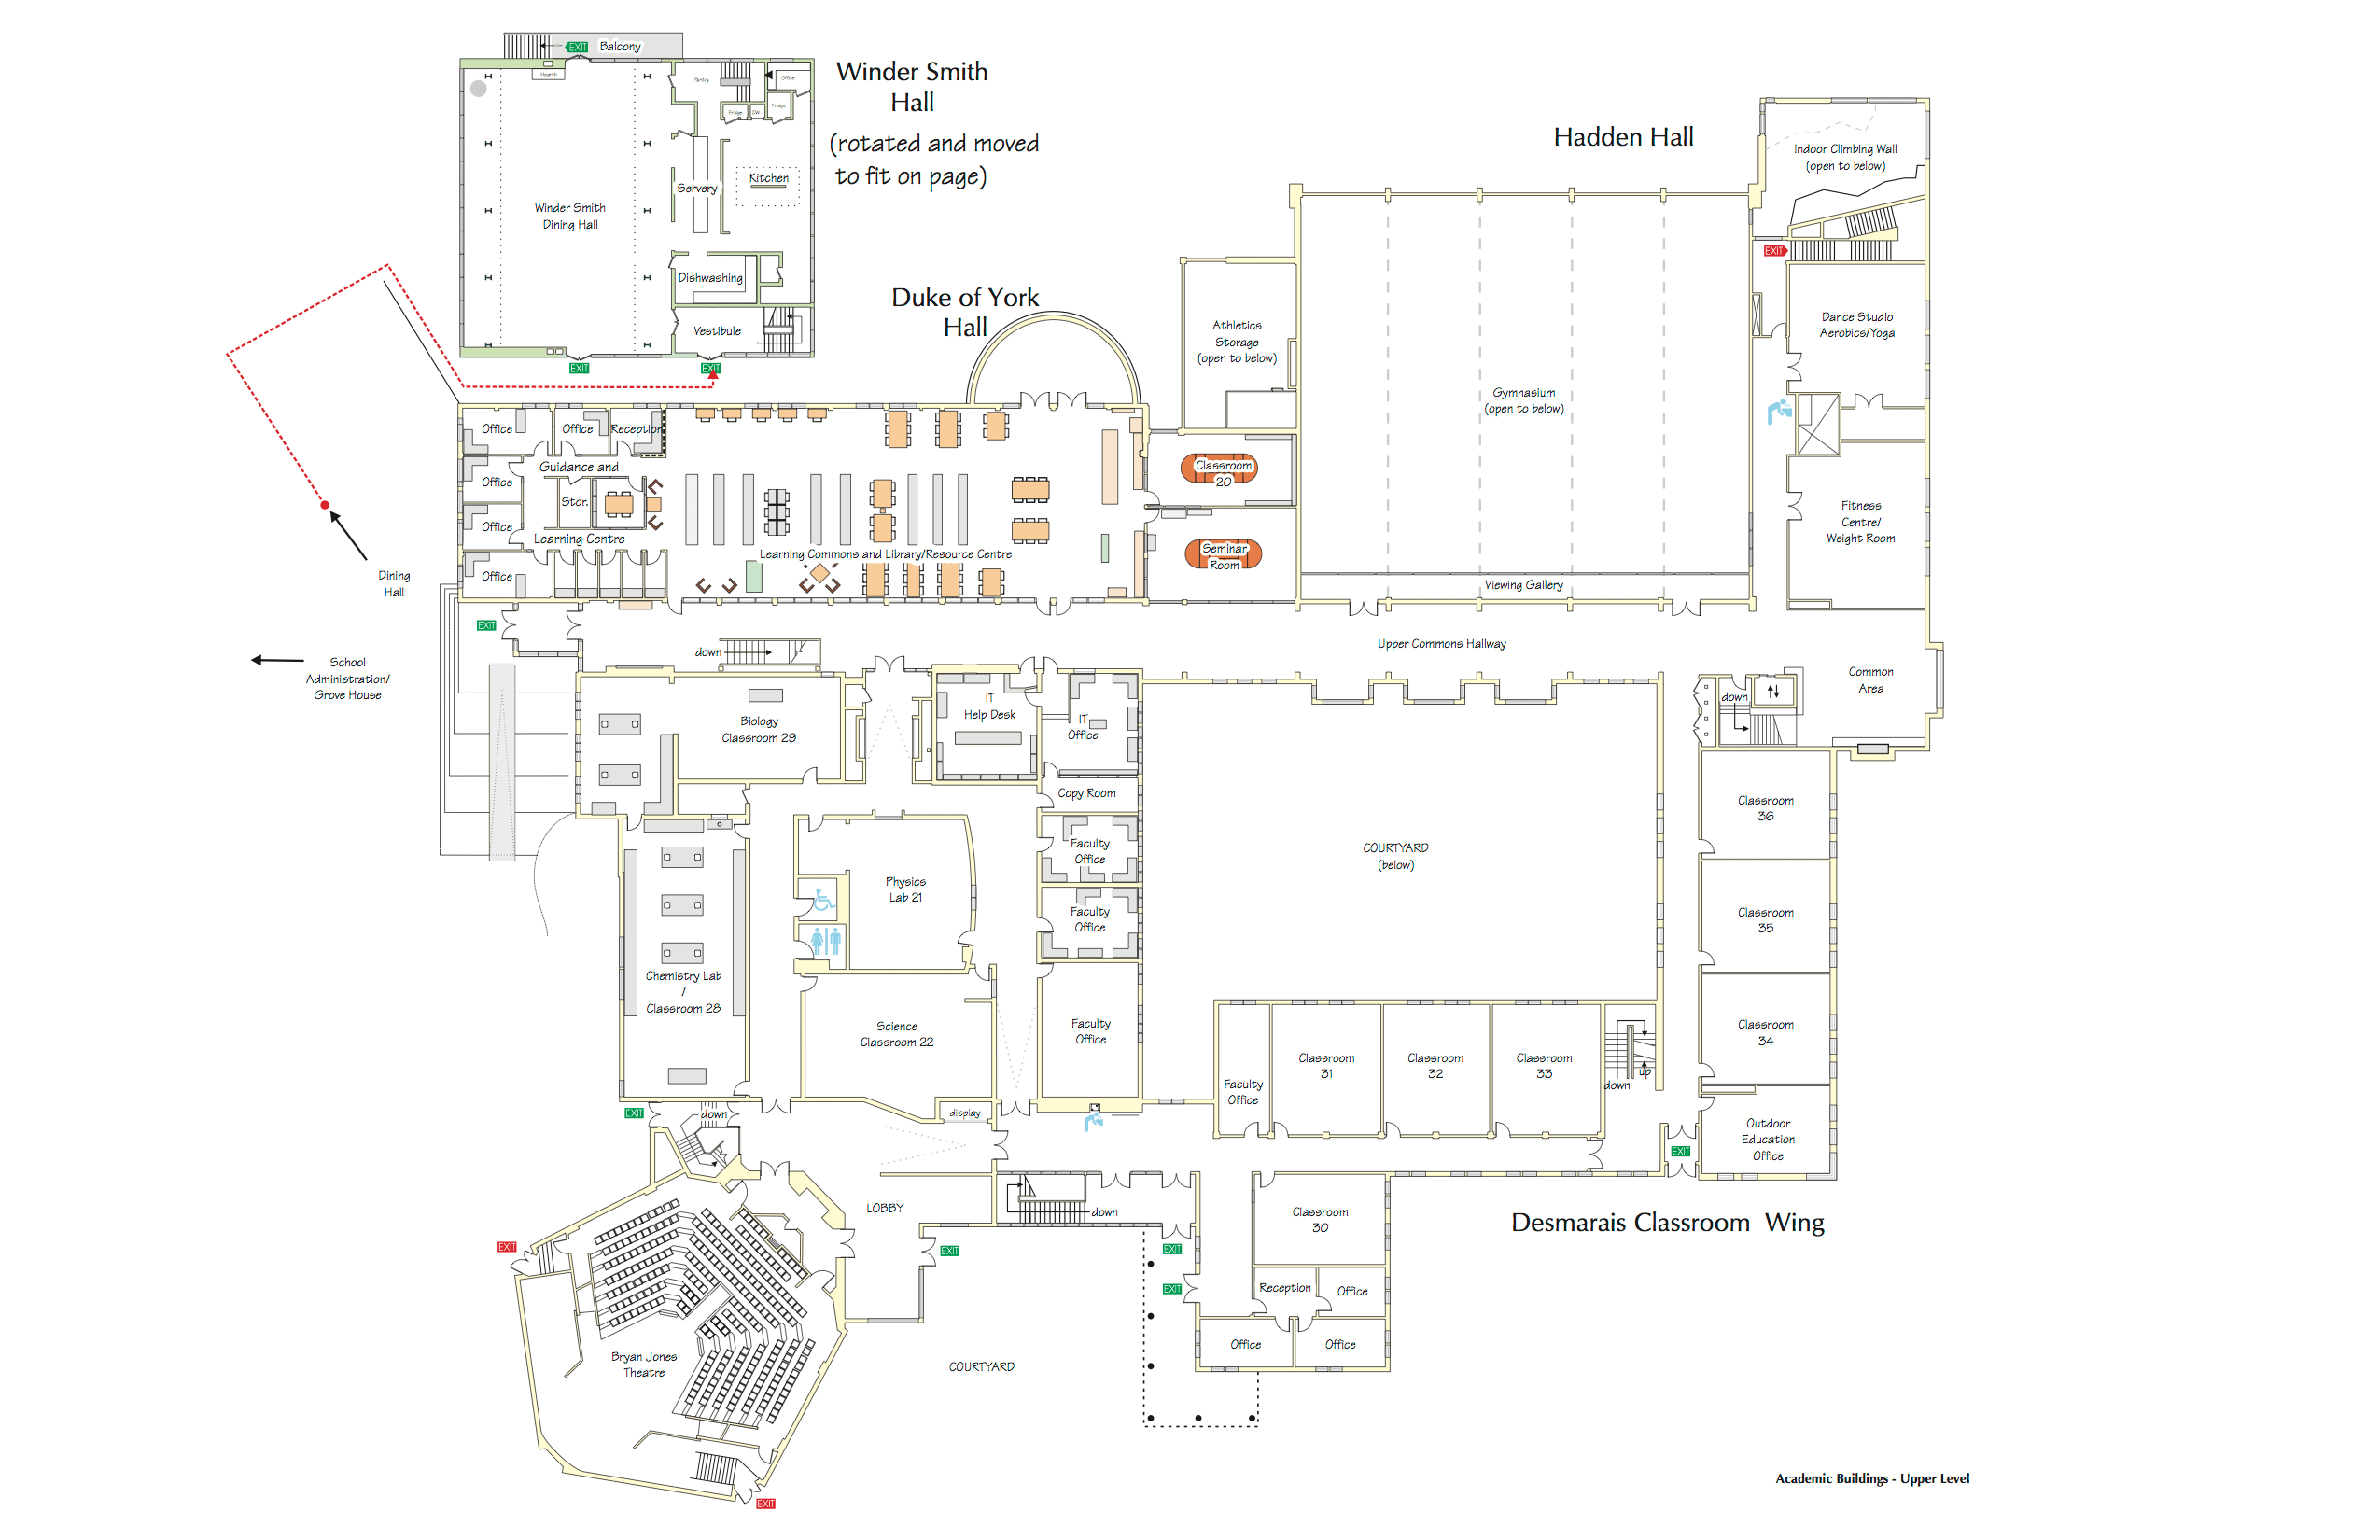 EXIT Balcony
Hearth
Pantry
Office
Fridge
DW
Triage
Winder Smith
Hall
(rotated and moved
to fit on page)
Winder Smith
Dining Hall
Servery
Kitchen
Dishwashing
Vestibule
EXIT
EXIT
Hadden Hall
Indoor Climbing Wall
(open to below)
EXIT
Duke of York
Hall
Athletics
Storage
(open to below)
Gymnasium
(open to below)
Dance Studio
Aerobics/Yoga
Office
Office
Reception
Guidance and
Office
Stor.
Office
Learning Centre
Office
Learning Commons and Library/Resource Centre
Classroom
20
Seminar
Room
Fitness
Centre/
Weight Room
Viewing Gallery
Dining
Hall
EXIT
School
Administration/
Grove House
down
Upper Commons Hallway
Common
Area
down
Biology
Classroom 29
IT
Help Desk
IT
Office
Copy Room
Faculty
Office
Faculty
Office
Faculty
Office
Physics
Lab 21
Chemistry Lab
/
Classroom 28
Science
Classroom 22
COURTYARD
(below)
Classroom
36
Classroom
35
Classroom
34
Outdoor
Education
Office
Faculty
Office
Classroom
31
Classroom
32
Classroom
33
down
up
EXIT
EXIT
down
display
LOBBY
down
EXIT
EXIT
EXIT
EXIT
Classroom
30
Reception
Office
Office
Office
Desmarais Classroom Wing
Bryan Jones
Theatre
COURTYARD
EXIT
Academic Buildings - Upper Level